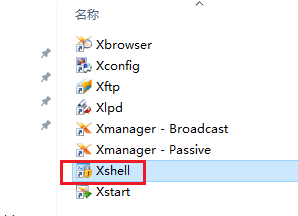 名称
Xbrowser
Xconfig
Xftp
Xlpd
Xmanager - Broadcast
Xmanager - Passive
Xshell
Xstart